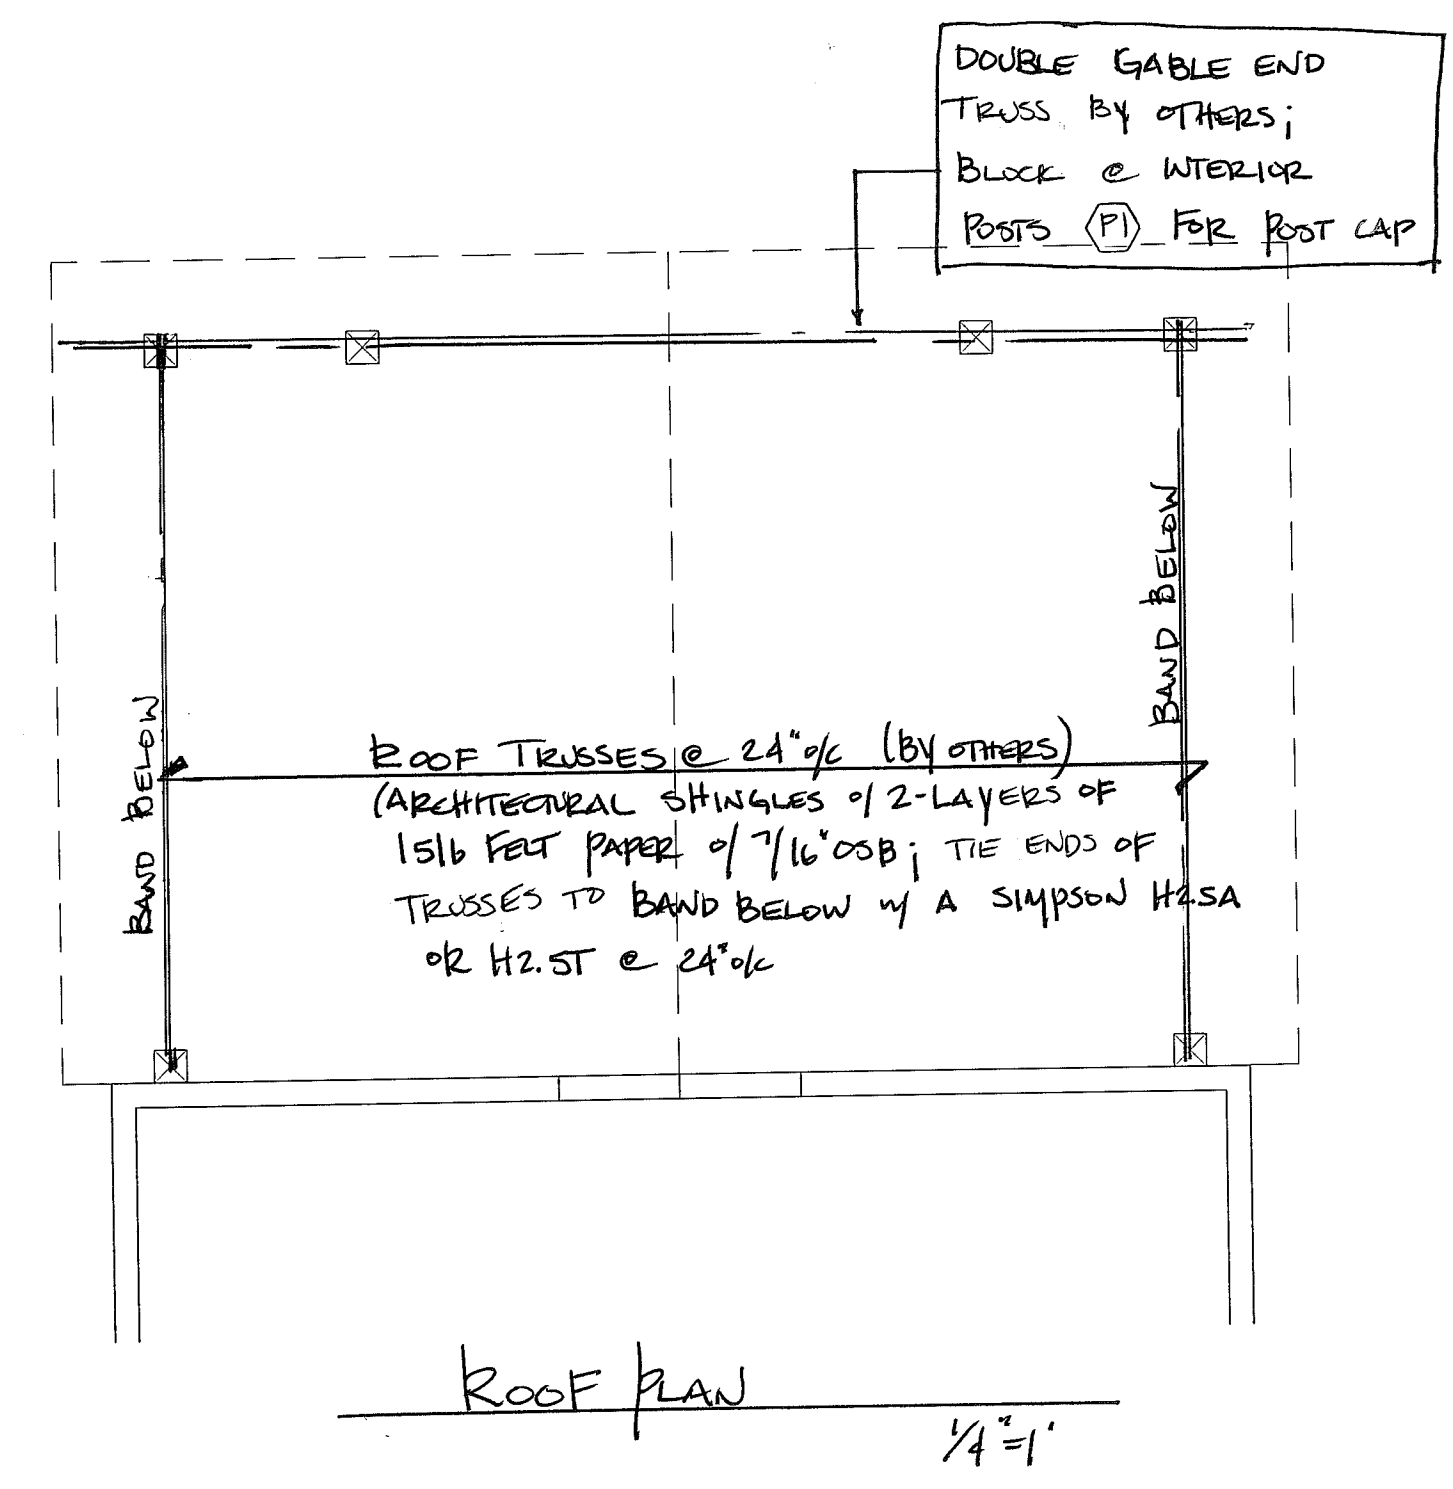 DOUBLE GABLE END
TRUSS BY OTHERS;
BLOCK @ INTERIOR
POSTS P1 FOR POST CAP
BAND BELOW
BAND BELOW
ROOF TRUSSES @ 24" o/c (BY OTHERS)
(ARCHITECTURAL SHINGLES o/ 2-LAYERS OF
15lb FELT PAPER o/ 7/16" OSB; TIE ENDS OF
TRUSSES TO BAND BELOW w/ A SIMPSON H2.5A
OR H2.5T @ 24" o/c
ROOF PLAN
1/4"=1'